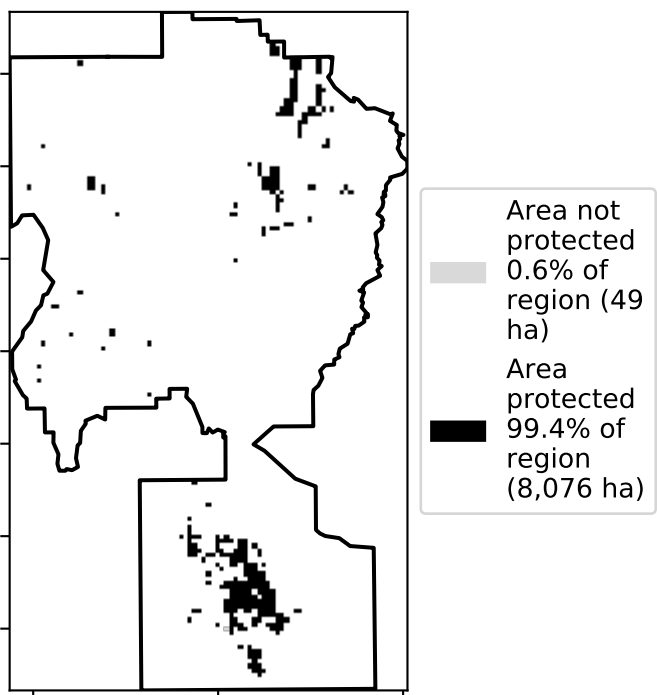 Area not
protected
0.6% of
region (49
ha)
Area
protected
99.4% of
region
(8,076 ha)